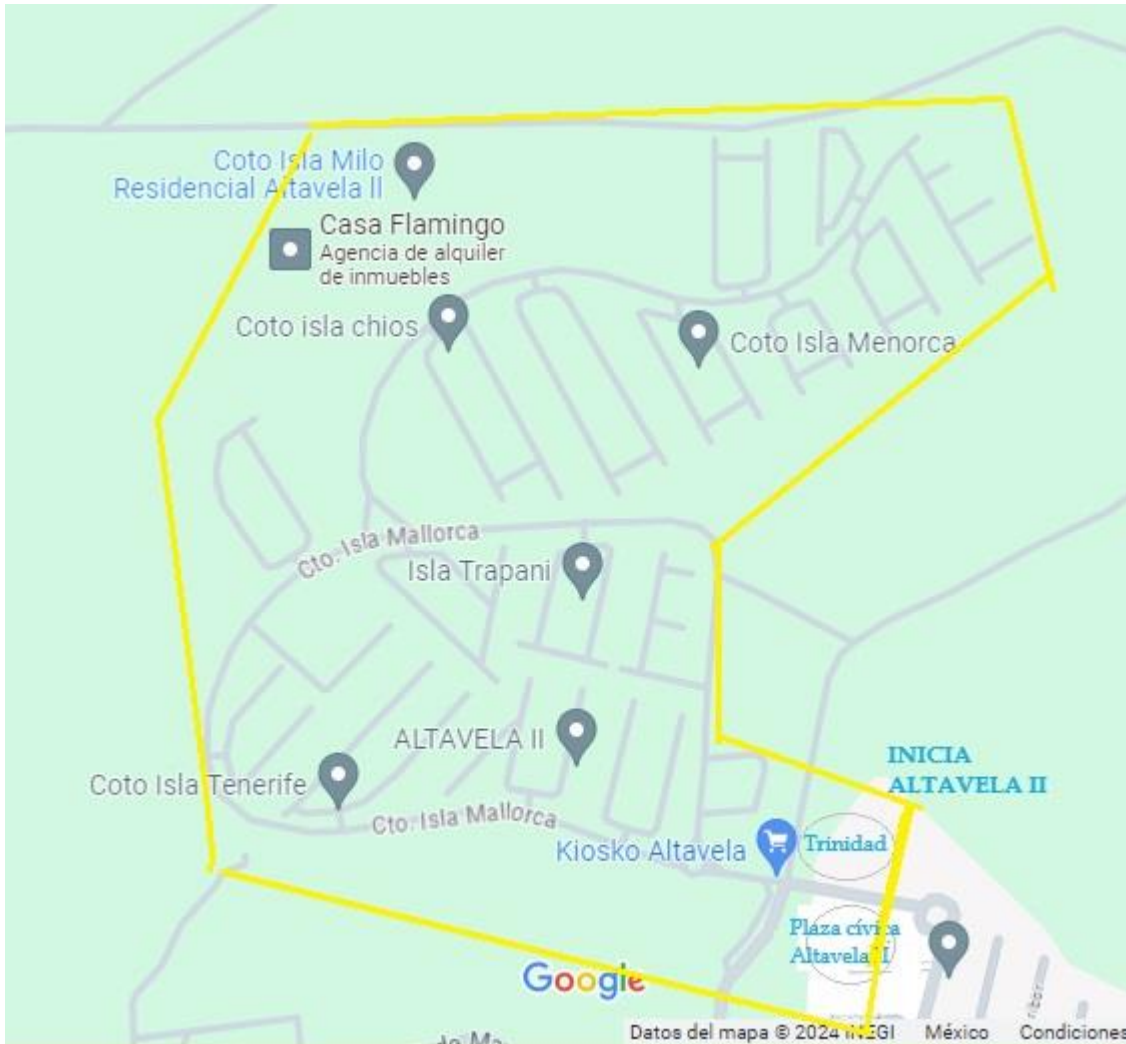 Coto Isla Milo
Residencial Altavela ll
Casa Flamingo
Agencia de alquiler
de inmuebles
Coto isla chios
Coto Isla Menorca
Cto. Isla Mallorca
Isla Trapani
ALTAVELA II
INICIA
ALTAVELA II
Coto Isla Tenerife
Cto. Isla Mallorca
Kiosko Altavela
Trinidad
Plaza cívica
Altavela II
Google
Datos del mapa © 2024 INEGI México Condiciones